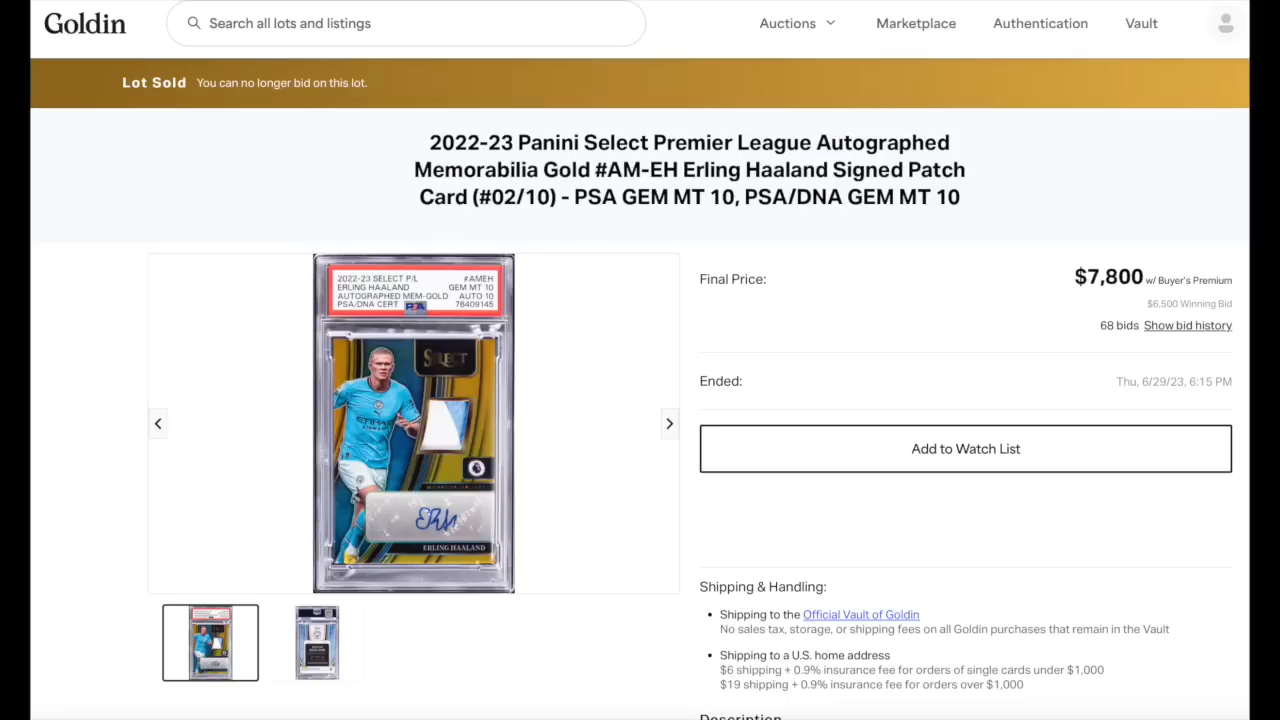 Goldin
Search all lots and listings
Auctions
Marketplace
Authentication
Vault
Lot Sold You can no longer bid on this lot.
2022-23 Panini Select Premier League Autographed
Memorabilia Gold #AM-EH Erling Haaland Signed Patch
Card (#02/10) - PSA GEM MT 10, PSA/DNA GEM MT 10
2022-23 SELECT P/L #AMEH
ERLING HAALAND GEM MT 10
AUTOGRAPHED MEM-GOLD AUTO 10
PSA/DNA CERT PSA 76409145
SELECT
ETIHAD
ERLING HAALAND
Final Price:
$7,800 w/ Buyer's Premium
$6,500 Winning Bid
68 bids Show bid history
Ended:
Thu, 6/29/23, 6:15 PM
Add to Watch List
Shipping & Handling:
• Shipping to the Official Vault of Goldin
No sales tax, storage, or shipping fees on all Goldin purchases that remain in the Vault
• Shipping to a U.S. home address
$6 shipping + 0.9% insurance fee for orders of single cards under $1,000
$19 shipping + 0.9% insurance fee for orders over $1,000
Description